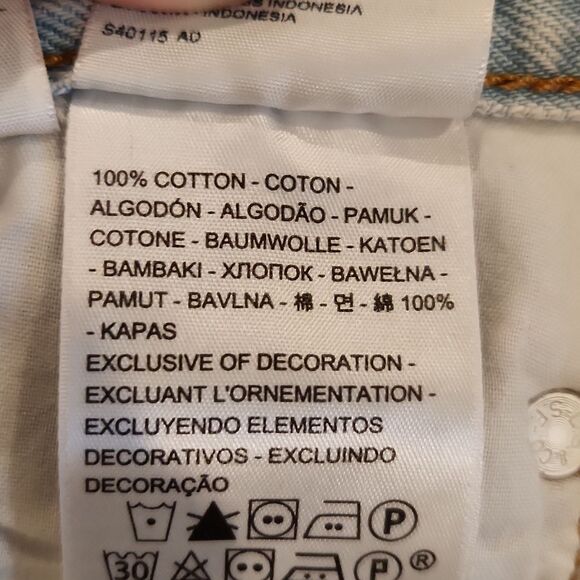 INDONESIA
S40115 AD
100% COTTON - COTON -
ALGODÓN - ALGODÃO - PAMUK -
COTONE - BAUMWOLLE - KATOEN
- BAMBAKI - ХЛОПОК - BAWEŁNA -
PAMUT - BAVLNA - 棉 - 면 - 綿 100%
- KAPAS
EXCLUSIVE OF DECORATION -
EXCLUANT L'ORNEMENTATION -
EXCLUYENDO ELEMENTOS
DECORATIVOS - EXCLUINDO
DECORAÇÃO
P
30 P ®